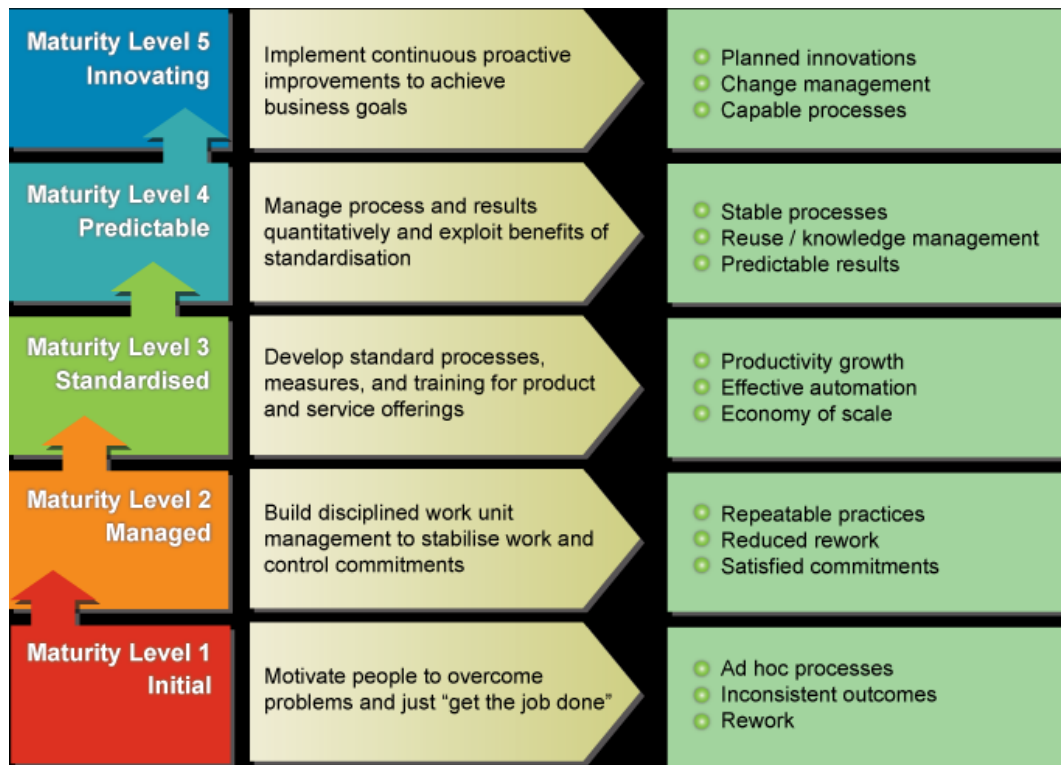 Maturity Level 5
Innovating
Implement continuous proactive
improvements to achieve
business goals
Planned innovations
Change management
Capable processes
Maturity Level 4
Predictable
Manage process and results
quantitatively and exploit benefits of
standardisation
Stable processes
Reuse / knowledge management
Predictable results
Maturity Level 3
Standardised
Develop standard processes,
measures, and training for product
and service offerings
Productivity growth
Effective automation
Economy of scale
Maturity Level 2
Managed
Build disciplined work unit
management to stabilise work and
control commitments
Repeatable practices
Reduced rework
Satisfied commitments
Maturity Level 1
Initial
Motivate people to overcome
problems and just “get the job done”
Ad hoc processes
Inconsistent outcomes
Rework